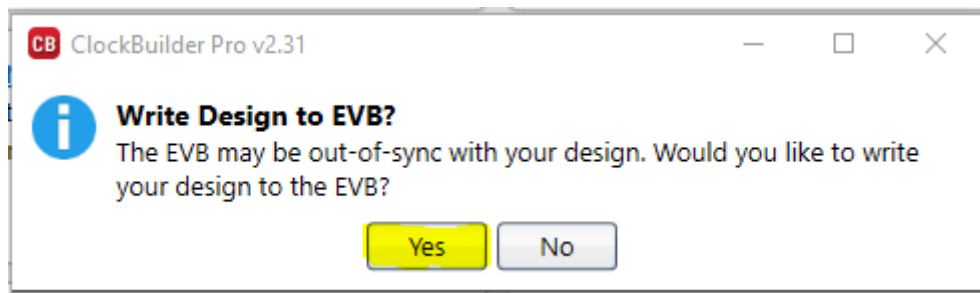 CB ClockBuilder Pro v2.31
Write Design to EVB?
The EVB may be out-of-sync with your design. Would you like to write
your design to the EVB?
Yes No